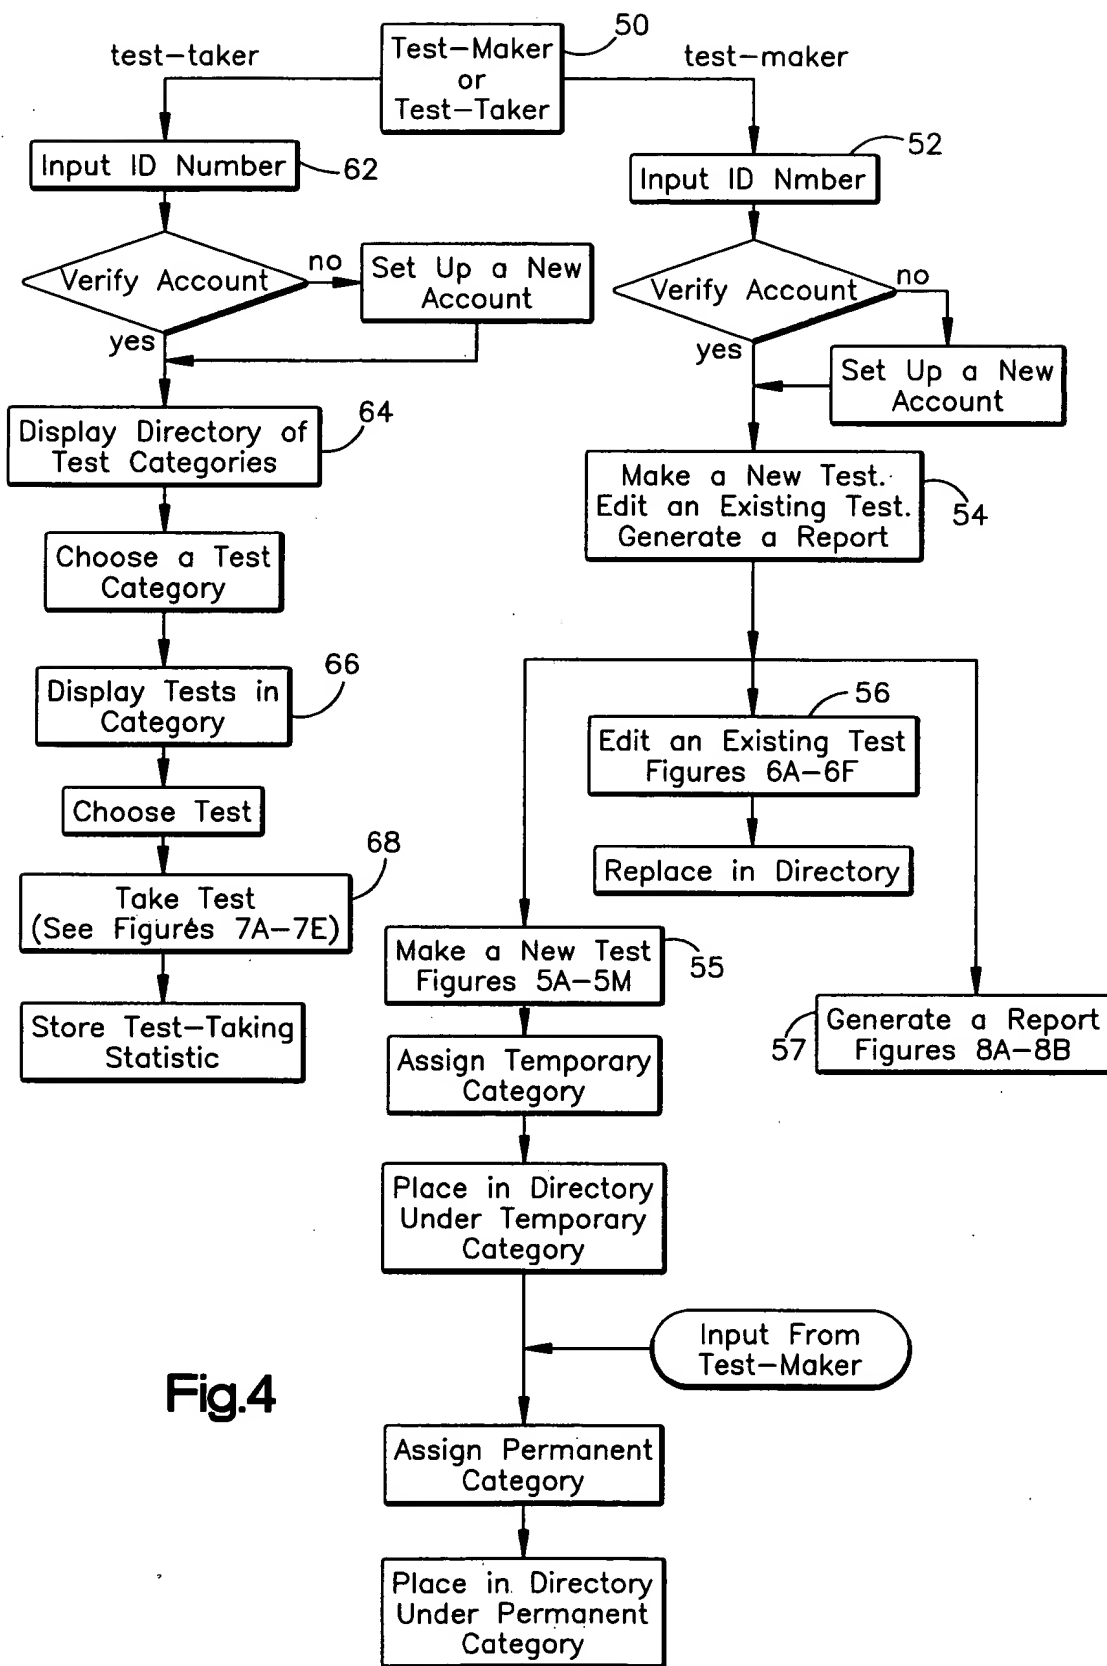 50
test-taker
Test-Maker
or
Test-Taker
test-maker
Input ID Number
62
52
Input ID Nmber
Verify Account
no
yes
Set Up a New
Account
Verify Account
no
yes
Set Up a New
Account
Display Directory of
Test Categories
64
Make a New Test.
Edit an Existing Test.
Generate a Report
54
Choose a Test
Category
Display Tests in
Category
66
56
Edit an Existing Test
Figures 6A-6F
Choose Test
Replace in Directory
Take Test
(See Figures 7A-7E)
68
Make a New Test
Figures 5A-5M
55
Store Test-Taking
Statistic
57
Generate a Report
Figures 8A-8B
Assign Temporary
Category
Place in Directory
Under Temporary
Category
Input From
Test-Maker
Fig.4
Assign Permanent
Category
Place in Directory
Under Permanent
Category